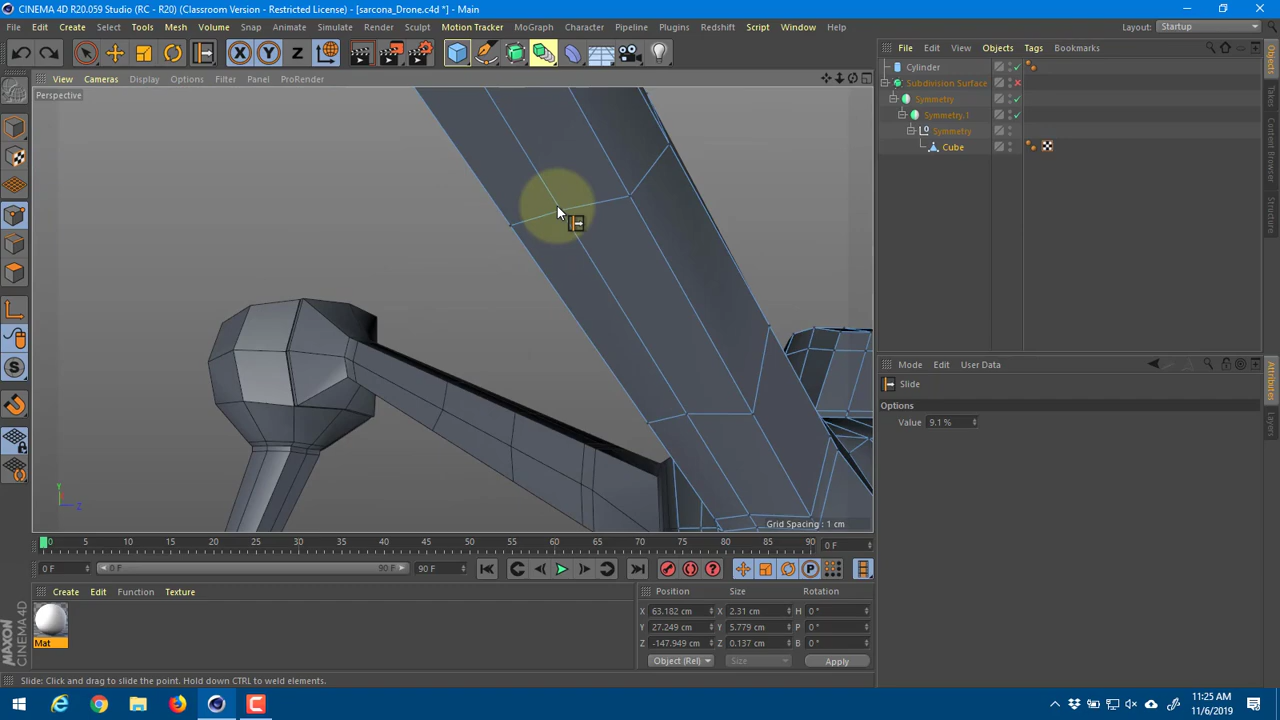 CINEMA 4D R20.059 Studio (RC - R20) (Classroom Version - Restricted License) - [sarcona_Drone.c4d *] - Main
File Edit Create Select Tools Mesh Volume Snap Animate Simulate Render Sculpt Motion Tracker MoGraph Character Pipeline Plugins Redshift Script Window Help
Layout: Startup
X Y Z
File Edit View Objects Tags Bookmarks
View Cameras Display Options Filter Panel ProRender
Perspective
Cylinder
Subdivision Surface
Symmetry
Symmetry.1
Symmetry
Cube
Objects
Takes
Content Browser
Structure
Mode Edit User Data
Slide
Options
Value 9.1 %
Attributes
Layers
Y
Z
Grid Spacing : 1 cm
0 5 10 15 20 25 30 35 40 45 50 55 60 65 70 75 80 85 90 0 F
0 F 0 F 90 F 90 F
Create Edit Function Texture
Mat
Position Size Rotation
X 63.182 cm X 2.31 cm H 0 °
Y 27.249 cm Y 5.779 cm P 0 °
Z -147.949 cm Z 0.137 cm B 0 °
Object (Rel) Size Apply
MAXON CINEMA 4D
Slide: Click and drag to slide the point. Hold down CTRL to weld elements.
11:25 AM
11/6/2019